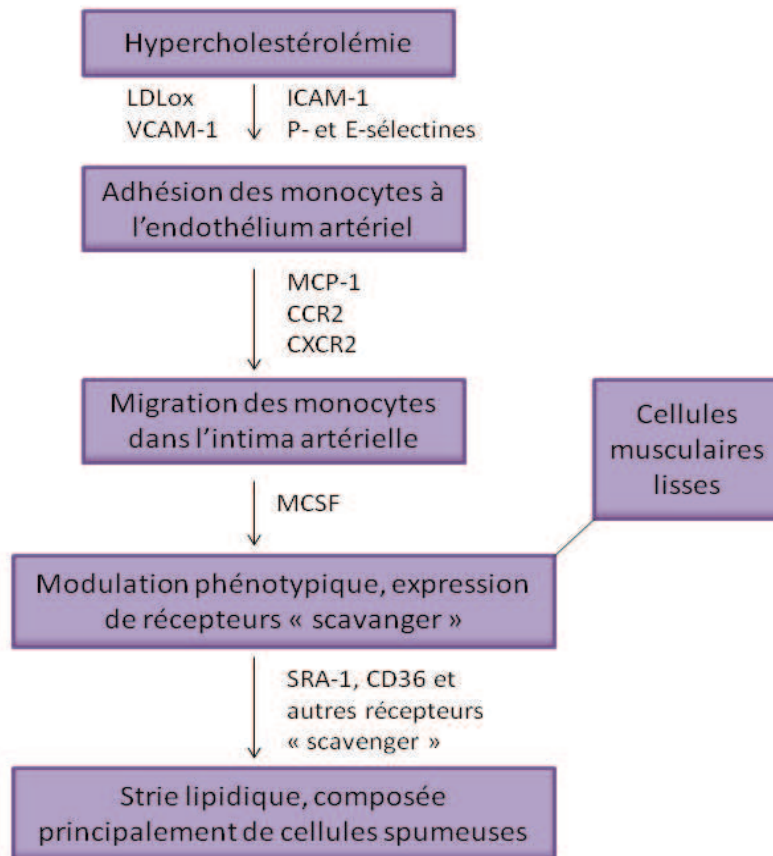 Hypercholestérolémie
LDLox
VCAM-1
ICAM-1
P- et E-sélectines
Adhésion des monocytes à
l'endothélium artériel
MCP-1
CCR2
CXCR2
Migration des monocytes
dans l'intima artérielle
Cellules
musculaires
lisses
MCSF
Modulation phénotypique, expression
de récepteurs « scavanger »
SRA-1, CD36 et
autres récepteurs
« scavenger »
Strie lipidique, composée
principalement de cellules spumeuses